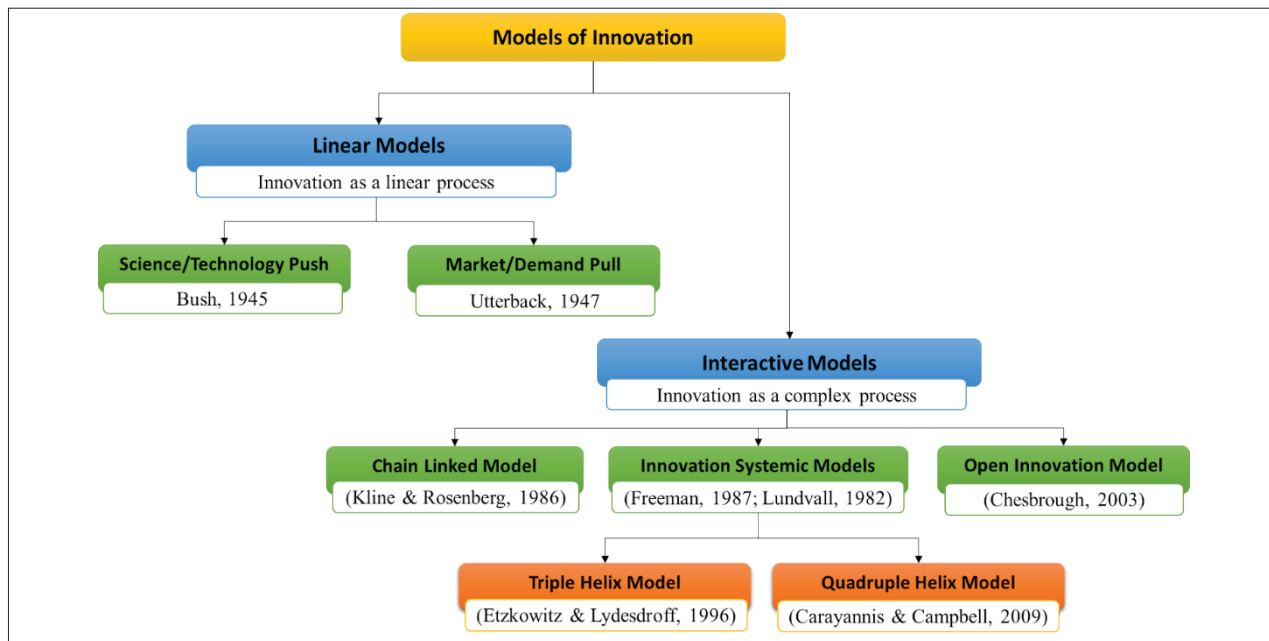 Models of Innovation
Linear Models
Innovation as a linear process
Science/Technology Push
Bush, 1945
Market/Demand Pull
Utterback, 1947
Interactive Models
Innovation as a complex process
Chain Linked Model
(Kline & Rosenberg, 1986)
Innovation Systemic Models
(Freeman, 1987; Lundvall, 1982)
Open Innovation Model
(Chesbrough, 2003)
Triple Helix Model
(Etzkowitz & Lydesdroff, 1996)
Quadruple Helix Model
(Carayannis & Campbell, 2009)